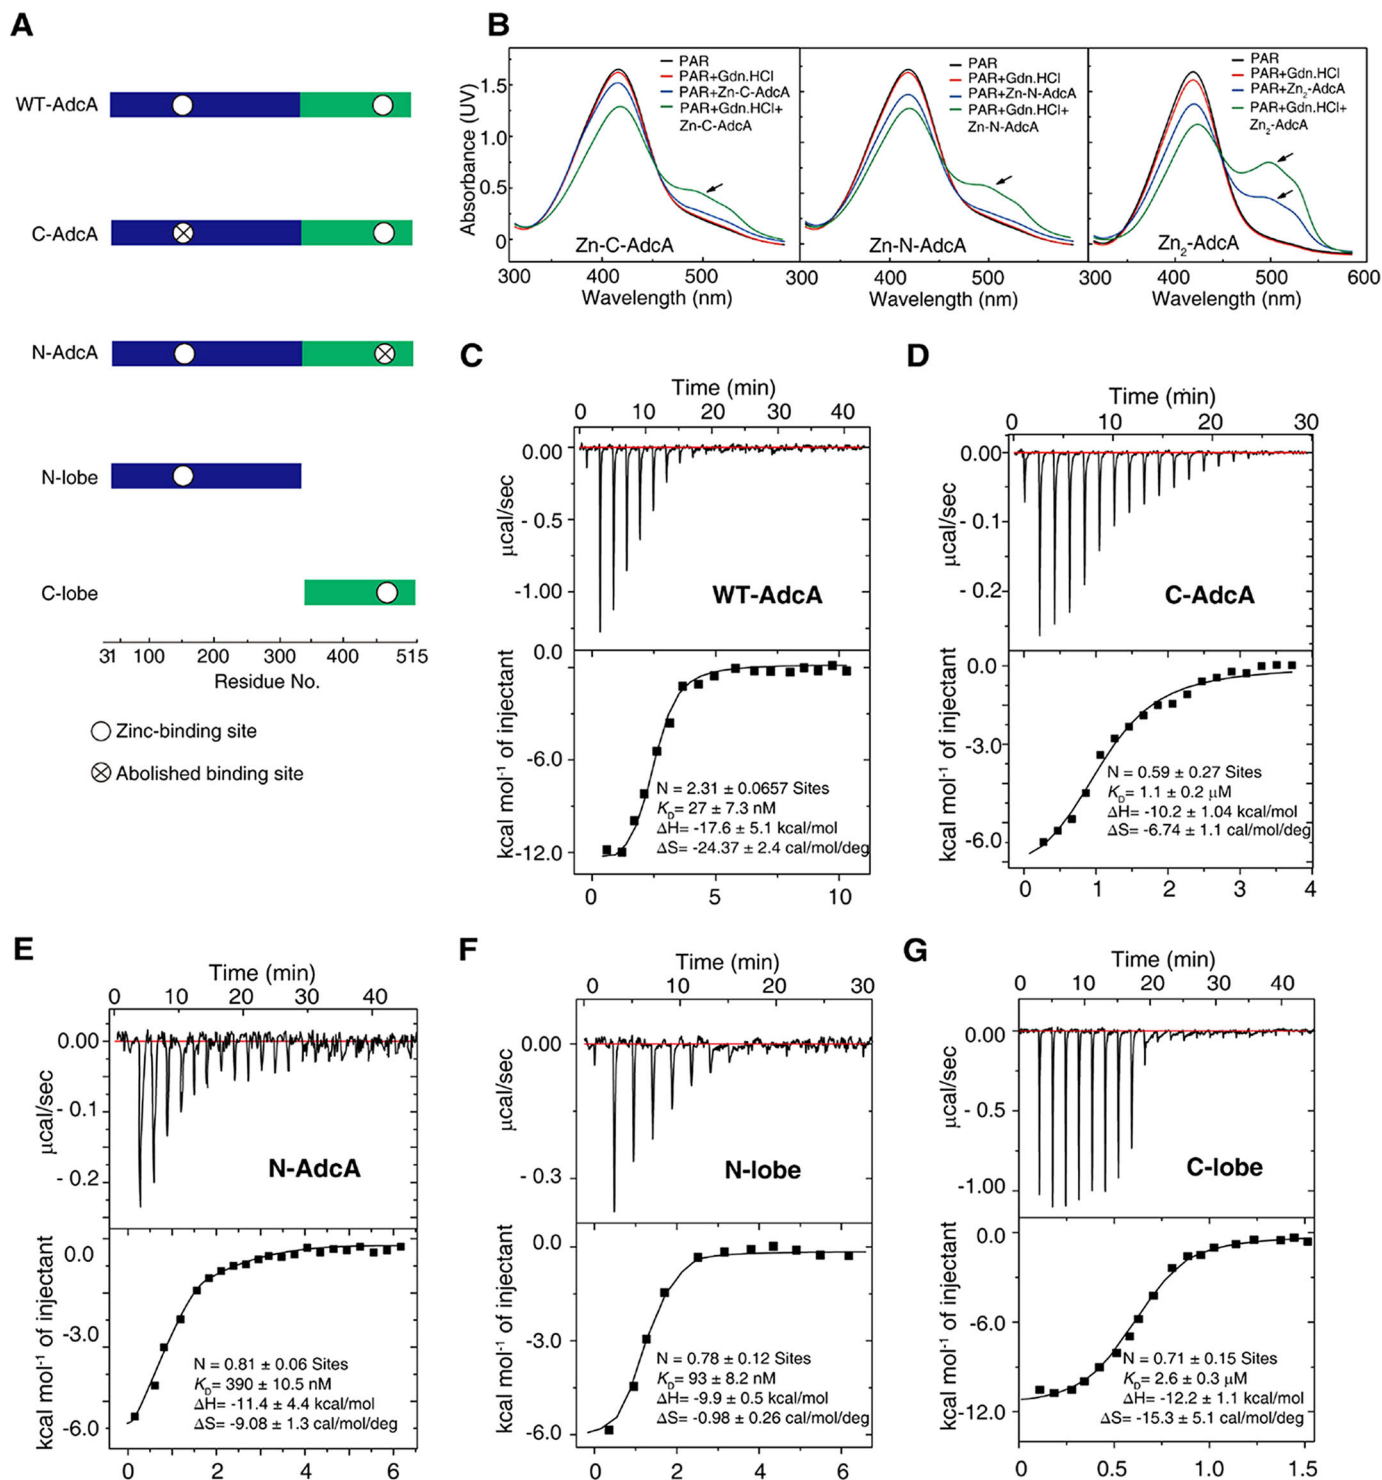 A
WT-AdcA
C-AdcA
N-AdcA
N-lobe
C-lobe
31 100 200 300 400 515
Residue No.
Zinc-binding site
Abolished binding site
B
Absorbance (UV)
1.5
1.0
0.5
0
PAR
PAR+Gdn.HCl
PAR+Zn-C-AdcA
PAR+Gdn.HCl+
Zn-C-AdcA
Zn-C-AdcA
300 400 500
Wavelength (nm)
PAR
PAR+Gdn.HCl
PAR+Zn-N-AdcA
PAR+Gdn.HCl+
Zn-N-AdcA
Zn-N-AdcA
300 400 500
Wavelength (nm)
PAR
PAR+Gdn.HCl
PAR+Zn₂-AdcA
PAR+Gdn.HCl+
Zn₂-AdcA
Zn₂-AdcA
300 400 500 600
Wavelength (nm)
C
Time (min)
0 10 20 30 40
0.00
- 0.5
-1.00
µcal/sec
WT-AdcA
0.0
-6.0
-12.0
kcal mol⁻¹ of injectant
N = 2.31 ± 0.0657 Sites
K_D= 27 ± 7.3 nM
ΔH= -17.6 ± 5.1 kcal/mol
ΔS= -24.37 ± 2.4 cal/mol/deg
0 5 10
D
Time (min)
0 10 20 30
0.00
- 0.1
- 0.2
µcal/sec
C-AdcA
0.0
-3.0
-6.0
kcal mol⁻¹ of injectant
N = 0.59 ± 0.27 Sites
K_D= 1.1 ± 0.2 µM
ΔH= -10.2 ± 1.04 kcal/mol
ΔS= -6.74 ± 1.1 cal/mol/deg
0 1 2 3 4
E
Time (min)
0 10 20 30 40
0.00
- 0.1
- 0.2
µcal/sec
N-AdcA
0.0
-3.0
-6.0
kcal mol⁻¹ of injectant
N = 0.81 ± 0.06 Sites
K_D= 390 ± 10.5 nM
ΔH= -11.4 ± 4.4 kcal/mol
ΔS= -9.08 ± 1.3 cal/mol/deg
0 2 4 6
F
Time (min)
0 10 20 30
0.00
- 0.3
µcal/sec
N-lobe
0.0
-3.0
-6.0
kcal mol⁻¹ of injectant
N = 0.78 ± 0.12 Sites
K_D= 93 ± 8.2 nM
ΔH= -9.9 ± 0.5 kcal/mol
ΔS= -0.98 ± 0.26 cal/mol/deg
0 2 4 6
G
Time (min)
0 10 20 30 40
0.00
- 0.5
-1.00
µcal/sec
C-lobe
0.0
-6.0
-12.0
kcal mol⁻¹ of injectant
N = 0.71 ± 0.15 Sites
K_D= 2.6 ± 0.3 µM
ΔH= -12.2 ± 1.1 kcal/mol
ΔS= -15.3 ± 5.1 cal/mol/deg
0 0.5 1.0 1.5